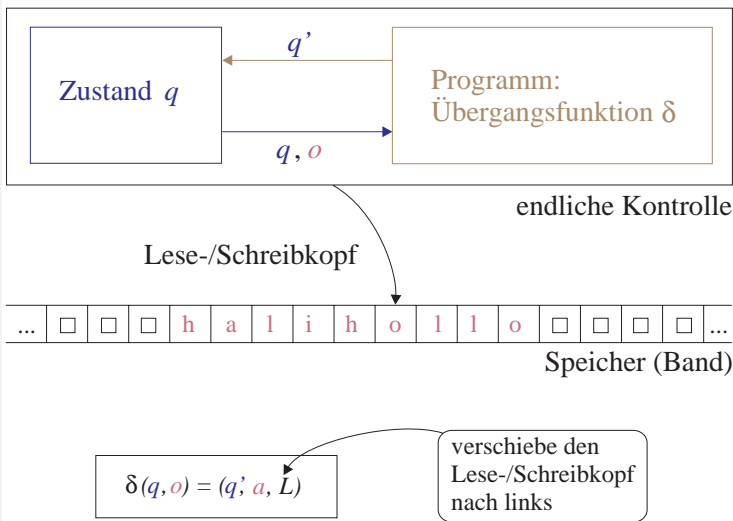 q’
Zustand q
Programm:
Übergangsfunktion δ
q, o
endliche Kontrolle
Lese-/Schreibkopf
... □ □ □ h a l i h o l l o □ □ □ □ ...
Speicher (Band)
δ(q,o) = (q’, a, L)
verschiebe den
Lese-/Schreibkopf
nach links